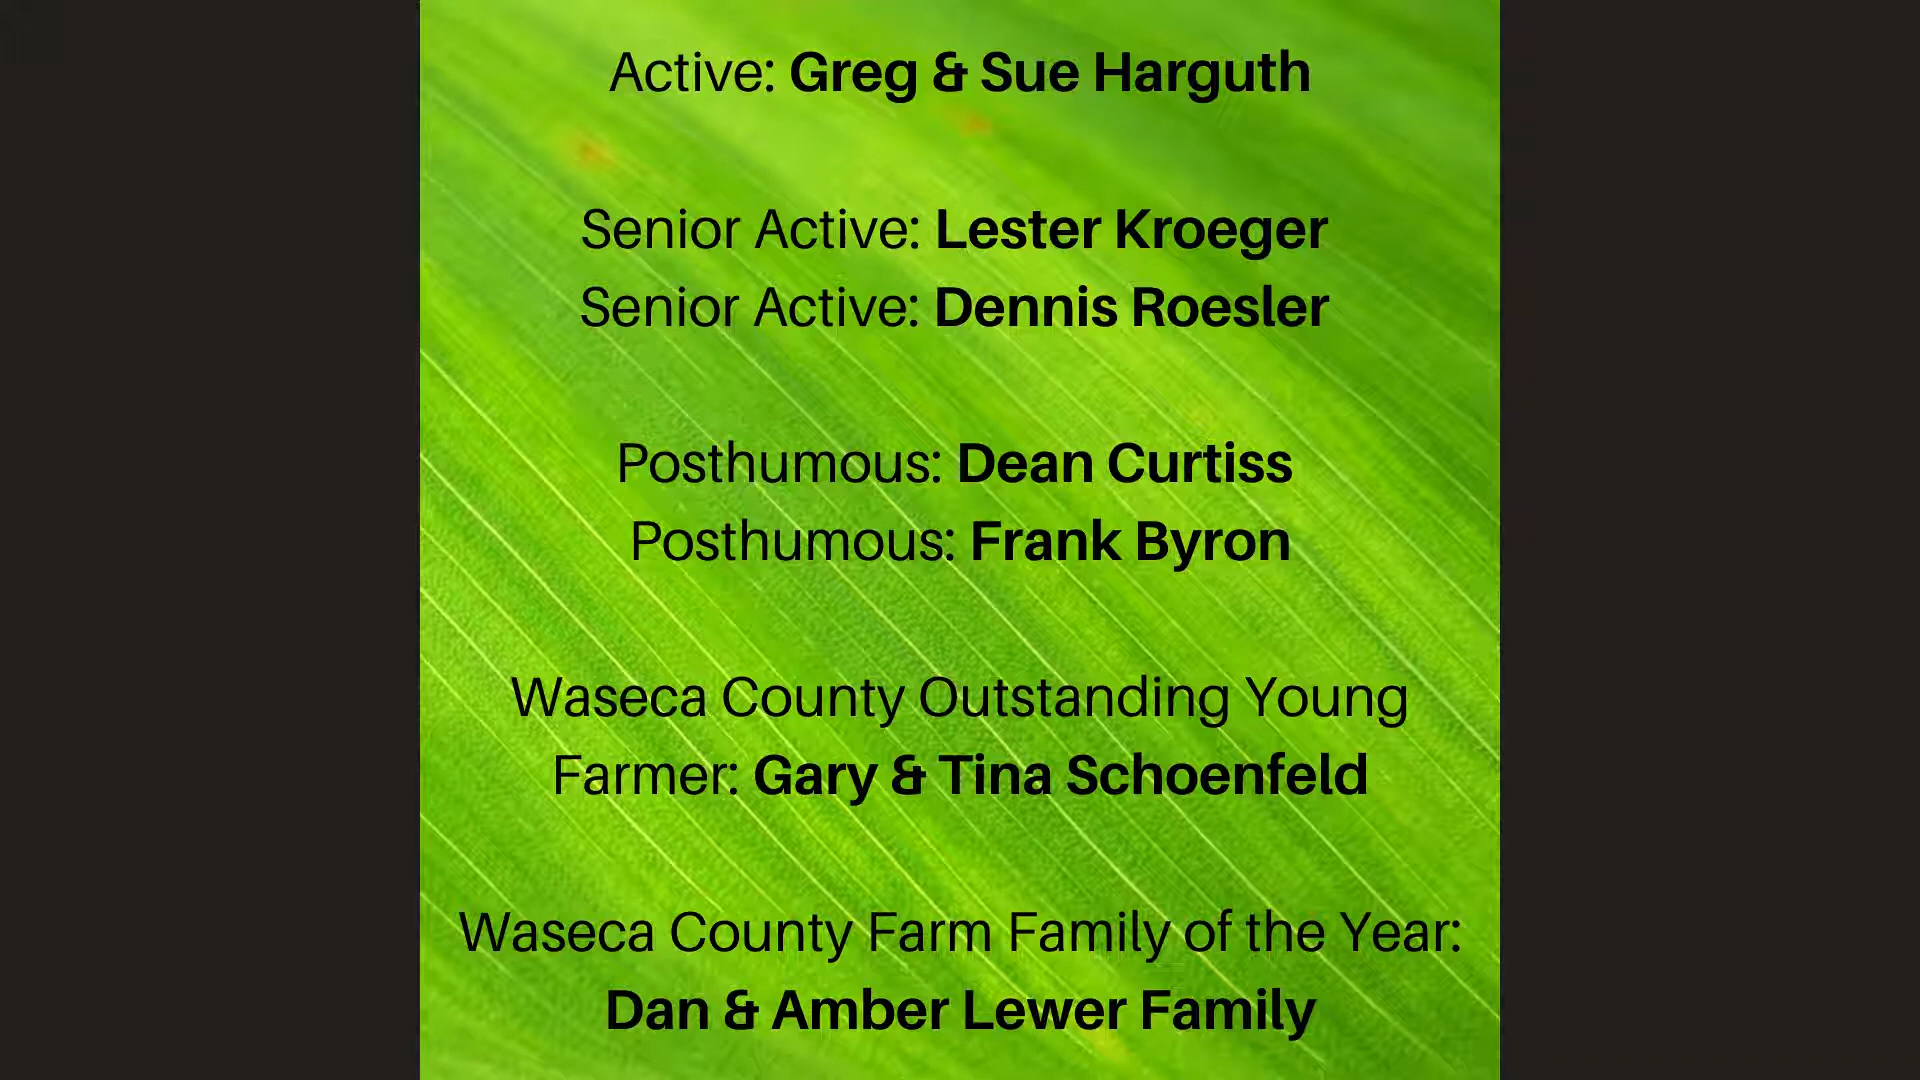 Active: Greg & Sue Harguth
Senior Active: Lester Kroeger
Senior Active: Dennis Roesler
Posthumous: Dean Curtiss
Posthumous: Frank Byron
Waseca County Outstanding Young
Farmer: Gary & Tina Schoenfeld
Waseca County Farm Family of the Year:
Dan & Amber Lewer Family